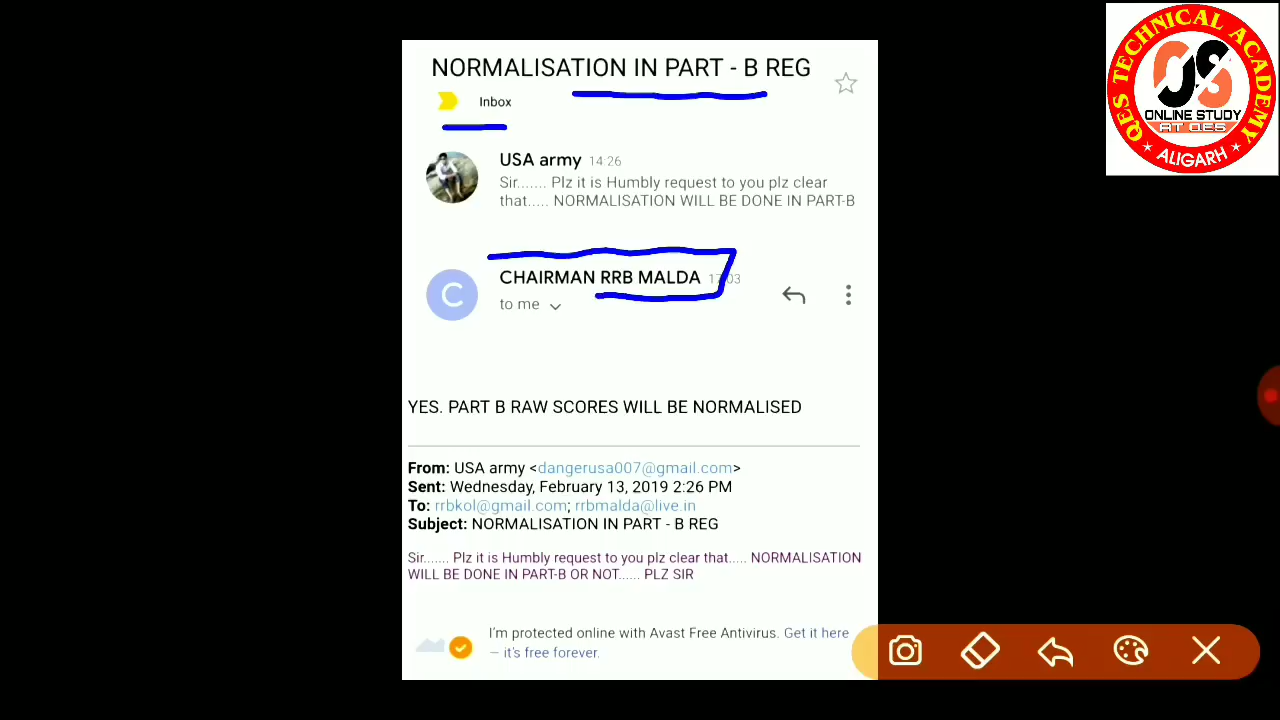 NORMALISATION IN PART - B REG
Inbox
USA army 14:26
Sir....... Plz it is Humbly request to you plz clear
that..... NORMALISATION WILL BE DONE IN PART-B
CHAIRMAN RRB MALDA 17:03
C
to me
YES. PART B RAW SCORES WILL BE NORMALISED
From: USA army <dangerusa007@gmail.com>
Sent: Wednesday, February 13, 2019 2:26 PM
To: rrbkol@gmail.com; rrbmalda@live.in
Subject: NORMALISATION IN PART - B REG
Sir....... Plz it is Humbly request to you plz clear that..... NORMALISATION
WILL BE DONE IN PART-B OR NOT...... PLZ SIR
I'm protected online with Avast Free Antivirus. Get it here
— it's free forever.
QES TECHNICAL ACADEMY
OS
ONLINE STUDY
AT QES
ALIGARH